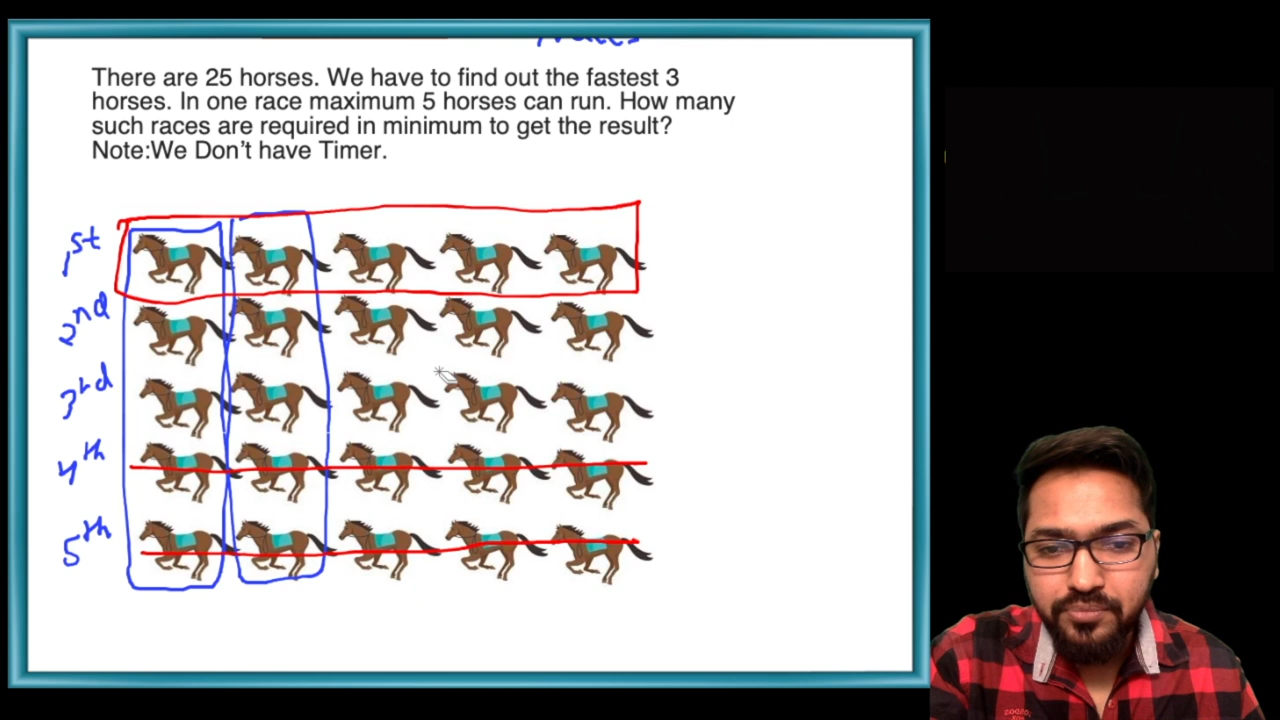 There are 25 horses. We have to find out the fastest 3
horses. In one race maximum 5 horses can run. How many
such races are required in minimum to get the result?
Note:We Don't have Timer.
1st
2nd
3rd
4th
5th